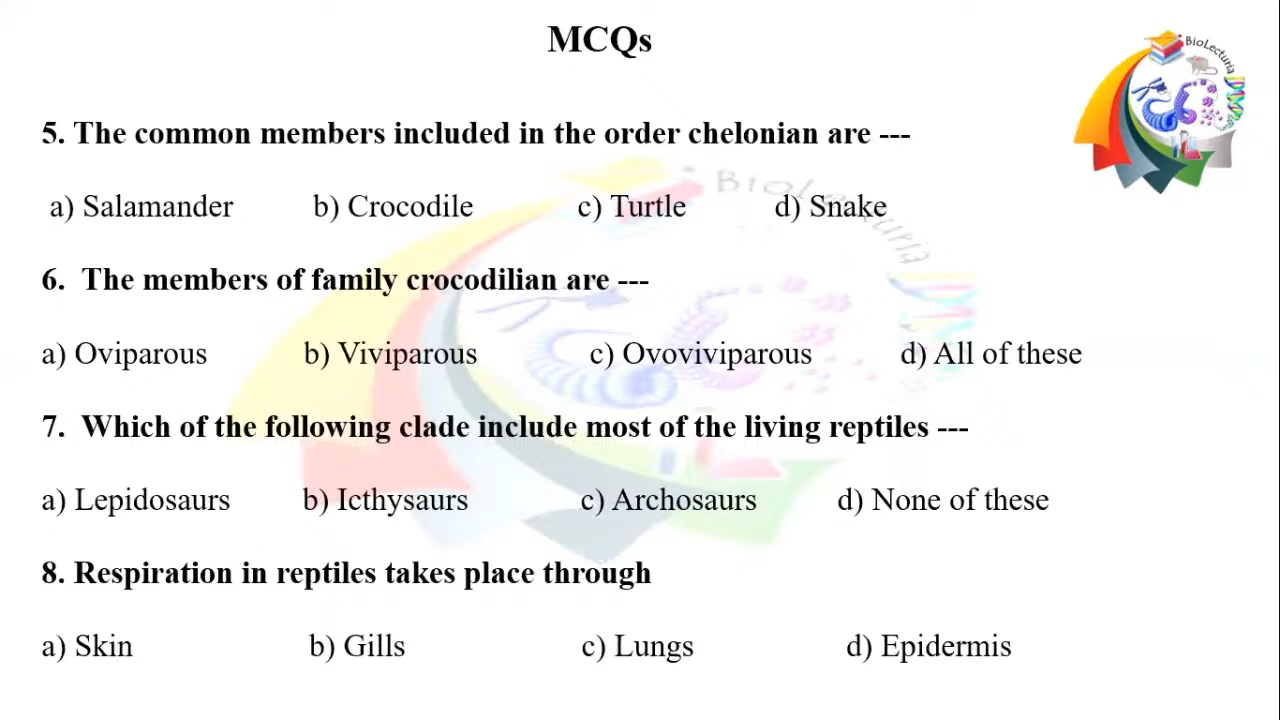 MCQs
BioLecturia
5. The common members included in the order chelonian are ---
a) Salamander b) Crocodile c) Turtle d) Snake
6. The members of family crocodilian are ---
a) Oviparous b) Viviparous c) Ovoviviparous d) All of these
7. Which of the following clade include most of the living reptiles ---
a) Lepidosaurs b) Icthysaurs c) Archosaurs d) None of these
8. Respiration in reptiles takes place through
a) Skin b) Gills c) Lungs d) Epidermis
BioLecturia